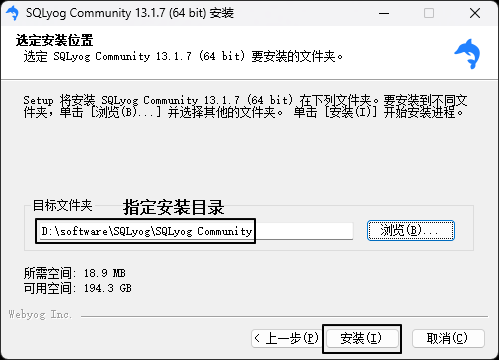 SQLyog Community 13.1.7 (64 bit) 安装
选定安装位置
选定 SQLyog Community 13.1.7 (64 bit) 要安装的文件夹。
Setup 将安装 SQLyog Community 13.1.7 (64 bit) 在下列文件夹。要安装到不同文
件夹，单击 [浏览(B)...] 并选择其他的文件夹。 单击 [安装(I)] 开始安装进程。
目标文件夹
指定安装目录
D:\software\SQLyog\SQLyog Community
浏览(B)...
所需空间: 18.9 MB
可用空间: 194.3 GB
Webyog Inc.
< 上一步(P)
安装(I)
取消(C)